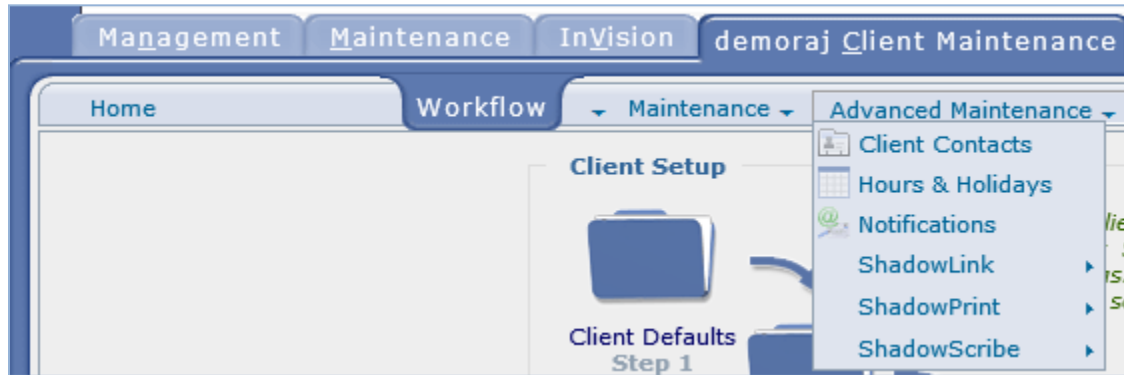 Management Maintenance InVision demoraj Client Maintenance
Home Workflow Maintenance Advanced Maintenance
Client Contacts
Client Setup
Hours & Holidays
Notifications
ShadowLink
ShadowPrint
Client Defaults
ShadowScribe
Step 1